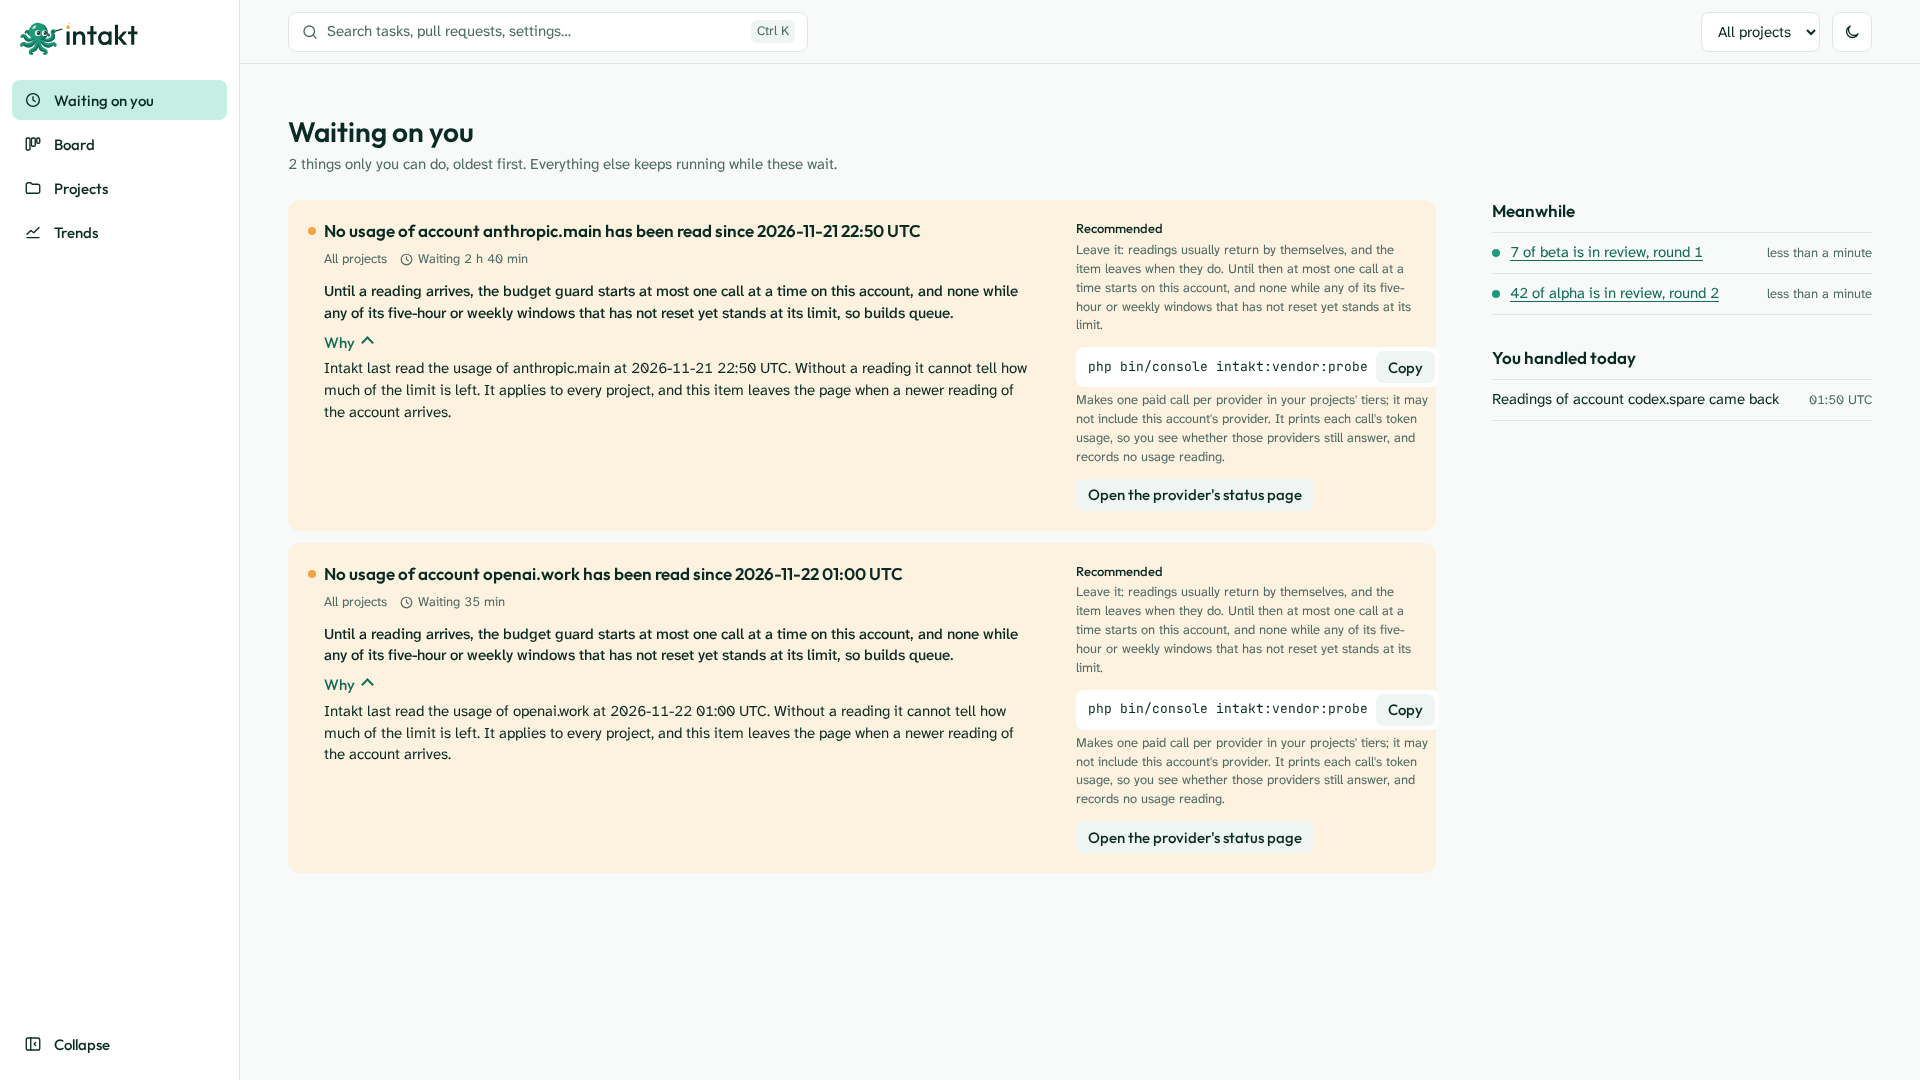 intakt
Waiting on you
Board
Projects
Trends
Collapse
Search tasks, pull requests, settings...
Ctrl K
All projects
Waiting on you
2 things only you can do, oldest first. Everything else keeps running while these wait.
No usage of account anthropic.main has been read since 2026-11-21 22:50 UTC
All projects
Waiting 2 h 40 min
Until a reading arrives, the budget guard starts at most one call at a time on this account, and none while
any of its five-hour or weekly windows that has not reset yet stands at its limit, so builds queue.
Why
Intakt last read the usage of anthropic.main at 2026-11-21 22:50 UTC. Without a reading it cannot tell how
much of the limit is left. It applies to every project, and this item leaves the page when a newer reading of
the account arrives.
Recommended
Leave it: readings usually return by themselves, and the
item leaves when they do. Until then at most one call at a
time starts on this account, and none while any of its five-
hour or weekly windows that has not reset yet stands at its
limit.
php bin/console intakt:vendor:probe
Copy
Makes one paid call per provider in your projects' tiers; it may
not include this account's provider. It prints each call's token
usage, so you see whether those providers still answer, and
records no usage reading.
Open the provider's status page
No usage of account openai.work has been read since 2026-11-22 01:00 UTC
All projects
Waiting 35 min
Until a reading arrives, the budget guard starts at most one call at a time on this account, and none while
any of its five-hour or weekly windows that has not reset yet stands at its limit, so builds queue.
Why
Intakt last read the usage of openai.work at 2026-11-22 01:00 UTC. Without a reading it cannot tell how
much of the limit is left. It applies to every project, and this item leaves the page when a newer reading of
the account arrives.
Recommended
Leave it: readings usually return by themselves, and the
item leaves when they do. Until then at most one call at a
time starts on this account, and none while any of its five-
hour or weekly windows that has not reset yet stands at its
limit.
php bin/console intakt:vendor:probe
Copy
Makes one paid call per provider in your projects' tiers; it may
not include this account's provider. It prints each call's token
usage, so you see whether those providers still answer, and
records no usage reading.
Open the provider's status page
Meanwhile
7 of beta is in review, round 1
less than a minute
42 of alpha is in review, round 2
less than a minute
You handled today
Readings of account codex.spare came back
01:50 UTC